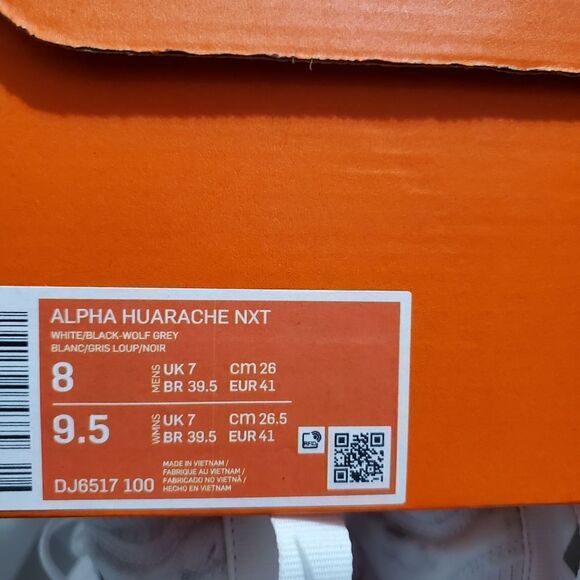 ALPHA HUARACHE NXT
WHITE/BLACK-WOLF GREY
BLANC/GRIS LOUP/NOIR
8 MENS UK 7 cm 26
BR 39.5 EUR 41
9.5 WMNS UK 7 cm 26.5
BR 39.5 EUR 41
RFID
MADE IN VIETNAM /
FABRIQUE AU VIETNAM /
FABRICADO NO VIETNÃ /
DJ6517 100 HECHO EN VIETNAM